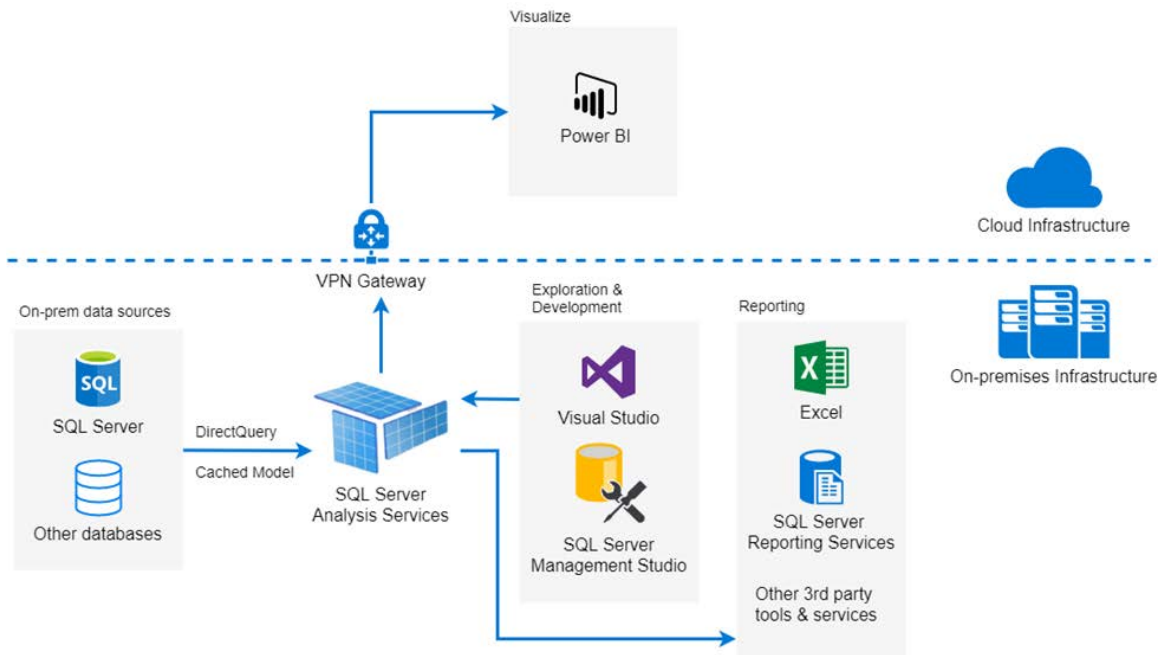 Visualize
Power BI
Cloud Infrastructure
VPN Gateway
On-prem data sources
SQL
SQL Server
Other databases
DirectQuery
Cached Model
SQL Server
Analysis Services
Exploration &
Development
Visual Studio
SQL Server
Management Studio
Reporting
X
Excel
SQL Server
Reporting Services
Other 3rd party
tools & services
On-premises Infrastructure